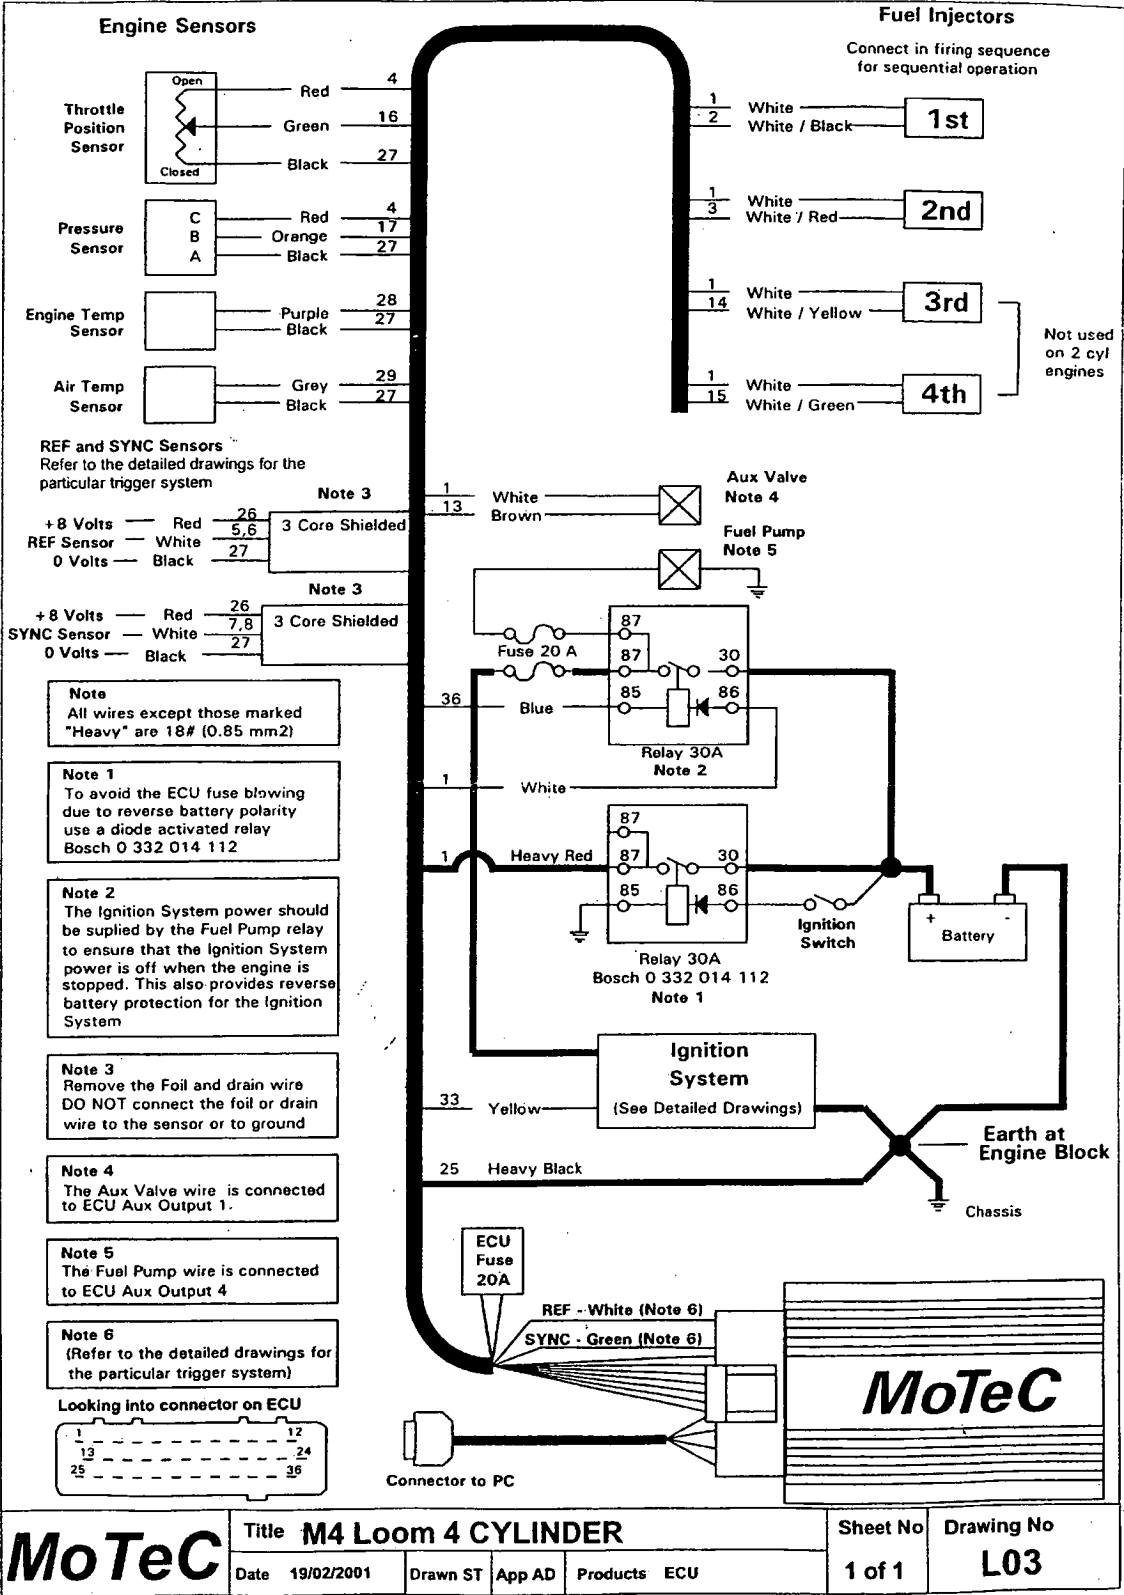 Engine Sensors
Fuel Injectors
Connect in firing sequence
for sequential operation
Throttle
Position
Sensor
Open
Closed
Red 4
Green 16
Black 27
Pressure
Sensor
C Red 4
B Orange 17
A Black 27
Engine Temp
Sensor
Purple 28
Black 27
Air Temp
Sensor
Grey 29
Black 27
1 White
2 White / Black
1st
1 White
3 White / Red
2nd
1 White
14 White / Yellow
3rd
1 White
15 White / Green
4th
Not used
on 2 cyl
engines
REF and SYNC Sensors
Refer to the detailed drawings for the
particular trigger system
Note 3
+8 Volts Red 26
REF Sensor White 5,6
0 Volts Black 27
3 Core Shielded
Note 3
+8 Volts Red 26
SYNC Sensor White 7,8
0 Volts Black 27
3 Core Shielded
1 White
13 Brown
Aux Valve
Note 4
Fuel Pump
Note 5
Fuse 20 A
87
87 30
85 86
36 Blue
Relay 30A
Note 2
1 White
87
87 30
85 86
1 Heavy Red
Relay 30A
Bosch 0 332 014 112
Note 1
Ignition
Switch
+ -
Battery
Ignition
System
(See Detailed Drawings)
33 Yellow
25 Heavy Black
Earth at
Engine Block
Chassis
Note
All wires except those marked
"Heavy" are 18# (0.85 mm2)
Note 1
To avoid the ECU fuse blowing
due to reverse battery polarity
use a diode activated relay
Bosch 0 332 014 112
Note 2
The Ignition System power should
be suplied by the Fuel Pump relay
to ensure that the Ignition System
power is off when the engine is
stopped. This also provides reverse
battery protection for the Ignition
System
Note 3
Remove the Foil and drain wire
DO NOT connect the foil or drain
wire to the sensor or to ground
Note 4
The Aux Valve wire is connected
to ECU Aux Output 1.
Note 5
The Fuel Pump wire is connected
to ECU Aux Output 4
Note 6
(Refer to the detailed drawings for
the particular trigger system)
ECU
Fuse
20A
REF - White (Note 6)
SYNC - Green (Note 6)
MoTeC
Connector to PC
Looking into connector on ECU
1 12
13 24
25 36
MoTeC
Title M4 Loom 4 CYLINDER
Date 19/02/2001 Drawn ST App AD Products ECU
Sheet No
1 of 1
Drawing No
L03